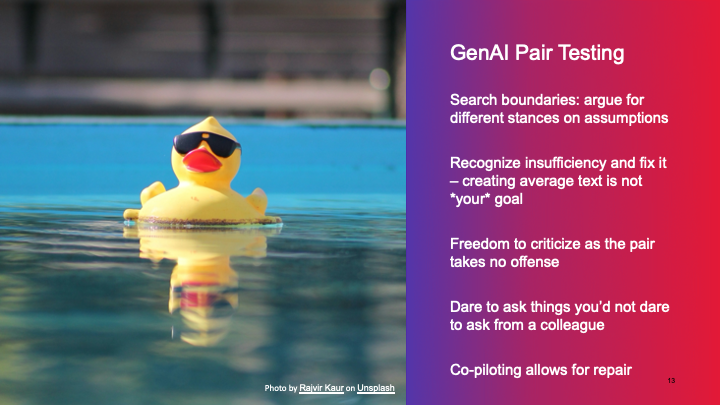 GenAI Pair Testing
Search boundaries: argue for
different stances on assumptions
Recognize insufficiency and fix it
– creating average text is not
*your* goal
Freedom to criticize as the pair
takes no offense
Dare to ask things you’d not dare
to ask from a colleague
Co-piloting allows for repair
13
Photo by Rajvir Kaur on Unsplash